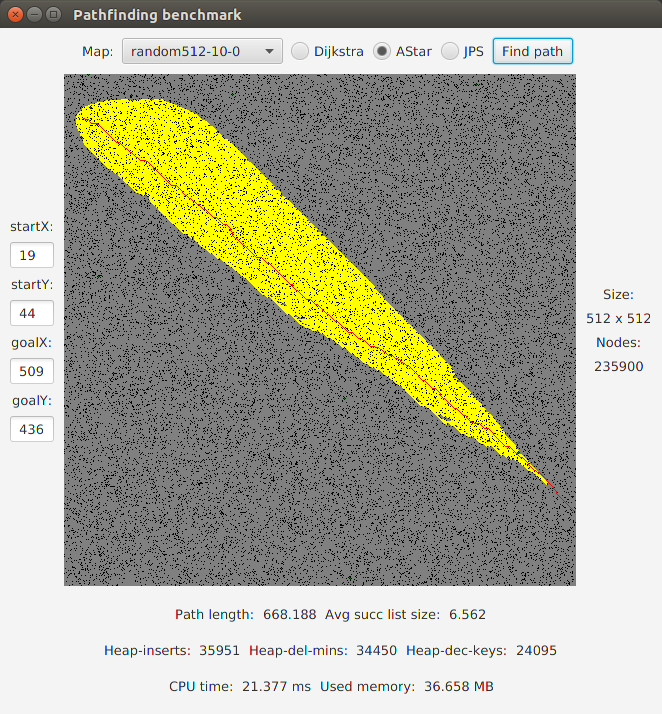 Pathfinding benchmark
Map: random512-10-0 Dijkstra AStar JPS Find path
startX:
19
startY:
44
goalX:
509
goalY:
436
Size:
512 x 512
Nodes:
235900
Path length: 668.188 Avg succ list size: 6.562
Heap-inserts: 35951 Heap-del-mins: 34450 Heap-dec-keys: 24095
CPU time: 21.377 ms Used memory: 36.658 MB